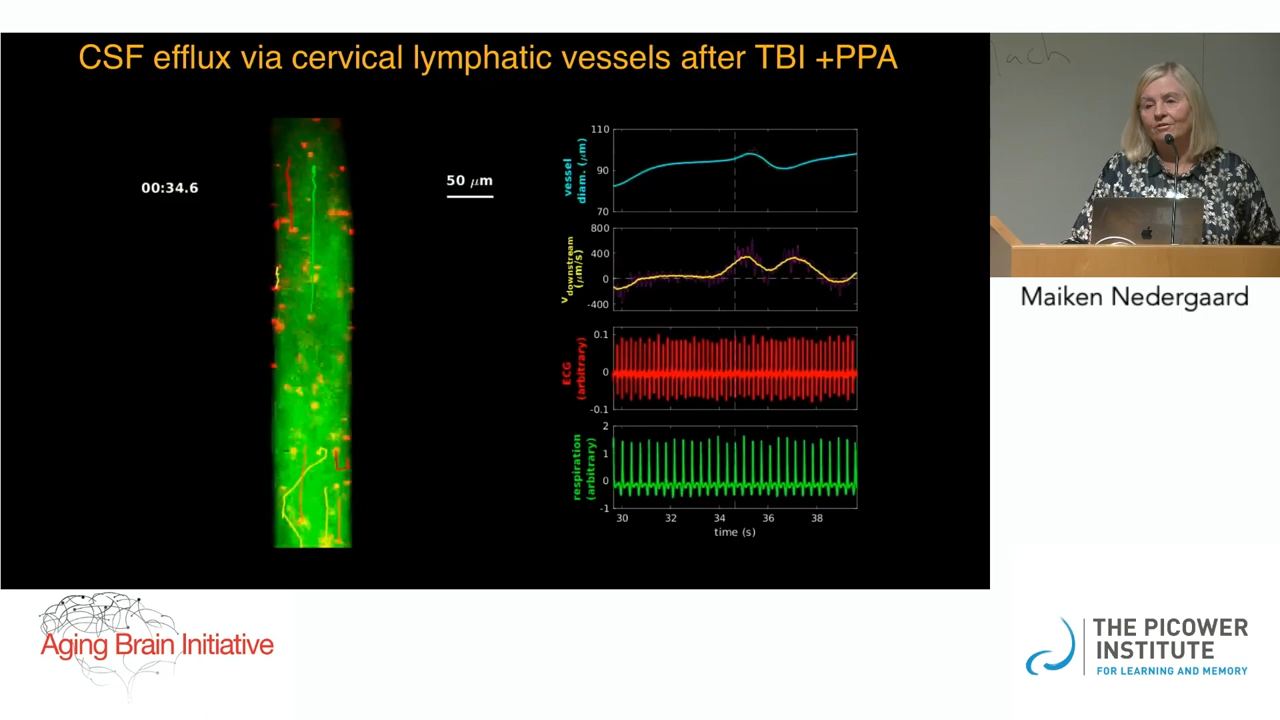 CSF efflux via cervical lymphatic vessels after TBI +PPA
lach
00:34.6
50 μm
vessel
diam. (μm)
110
90
70
Vdownstream
(μm/s)
800
400
0
-400
ECG
(arbitrary)
0.1
0
-0.1
respiration
(arbitrary)
2
1
0
-1
30 32 34 36 38
time (s)
Maiken Nedergaard
Aging Brain Initiative
THE PICOWER
INSTITUTE
FOR LEARNING AND MEMORY